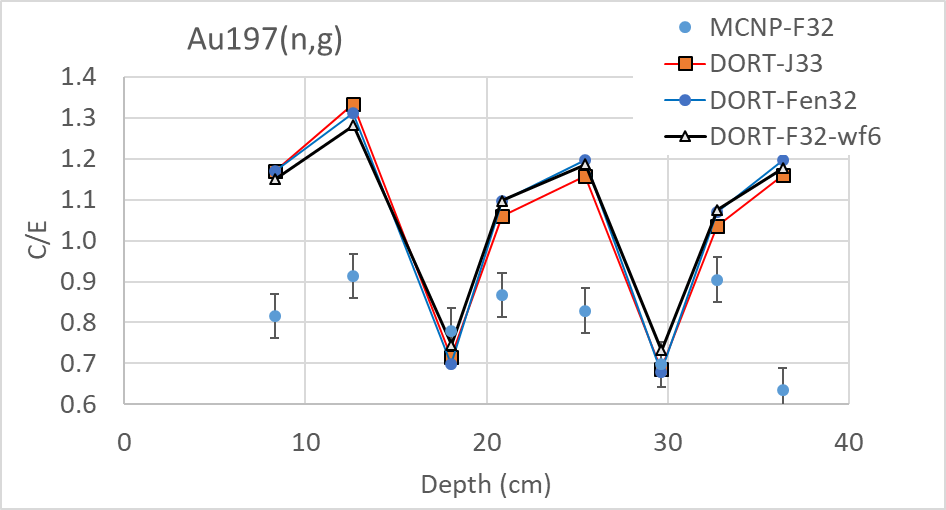 Au197(n,g)
MCNP-F32
DORT-J33
DORT-Fen32
DORT-F32-wf6
C/E
1.4
1.3
1.2
1.1
1.0
0.9
0.8
0.7
0.6
0 10 20 30 40
Depth (cm)